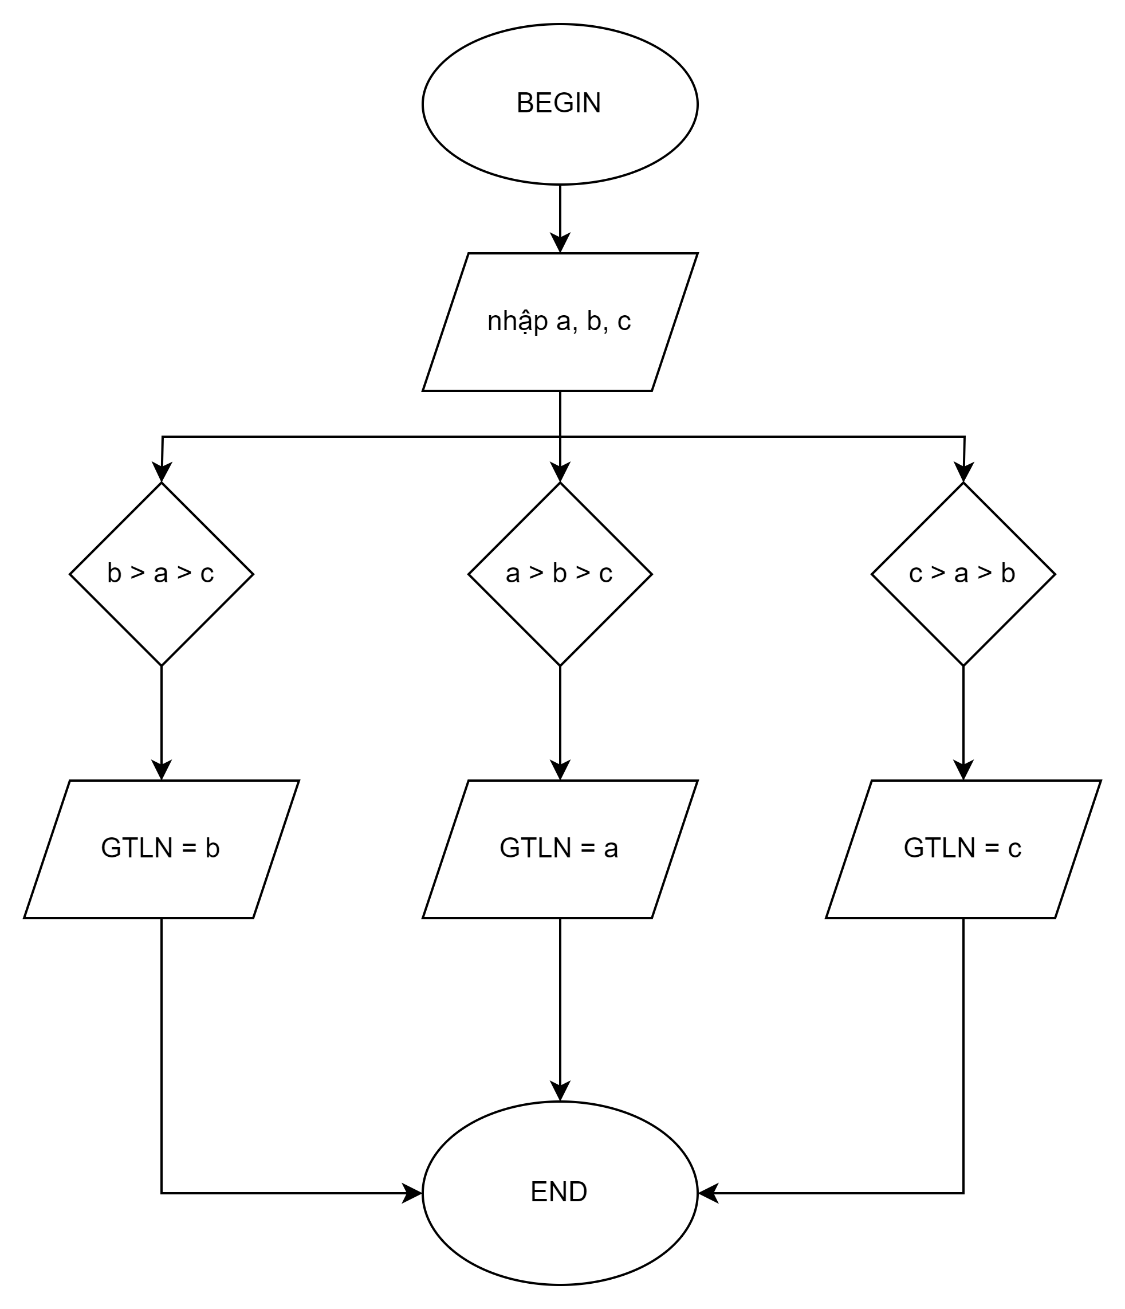 BEGIN
nhập a, b, c
b > a > c
a > b > c
c > a > b
GTLN = b
GTLN = a
GTLN = c
END